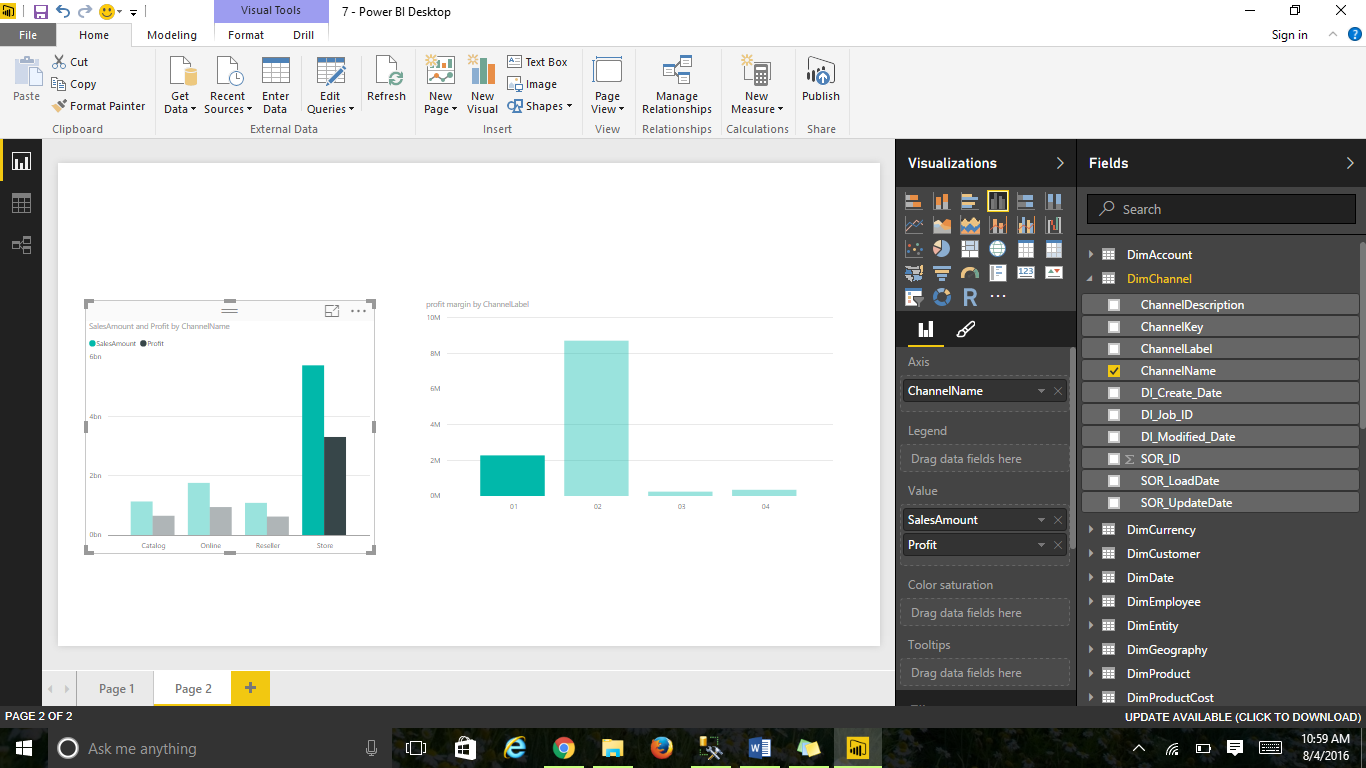 Visual Tools
7 - Power BI Desktop
File
Home
Modeling
Format
Drill
Sign in
Paste
Cut
Copy
Format Painter
Clipboard
Get Data
Recent Sources
Enter Data
Edit Queries
Refresh
External Data
New Page
New Visual
Text Box
Image
Shapes
Insert
Page View
View
Manage Relationships
Relationships
New Measure
Calculations
Publish
Share
SalesAmount and Profit by ChannelName
SalesAmount Profit
6bn
4bn
2bn
0bn
Catalog Online Reseller Store
profit margin by ChannelLabel
10M
8M
6M
4M
2M
0M
01 02 03 04
Page 1
Page 2
PAGE 2 OF 2
Visualizations
123
R
Axis
ChannelName
Legend
Drag data fields here
Value
SalesAmount
Profit
Color saturation
Drag data fields here
Tooltips
Drag data fields here
Fields
Search
DimAccount
DimChannel
ChannelDescription
ChannelKey
ChannelLabel
ChannelName
DI_Create_Date
DI_Job_ID
DI_Modified_Date
Σ SOR_ID
SOR_LoadDate
SOR_UpdateDate
DimCurrency
DimCustomer
DimDate
DimEmployee
DimEntity
DimGeography
DimProduct
DimProductCost
UPDATE AVAILABLE (CLICK TO DOWNLOAD)
Ask me anything
10:59 AM
8/4/2016